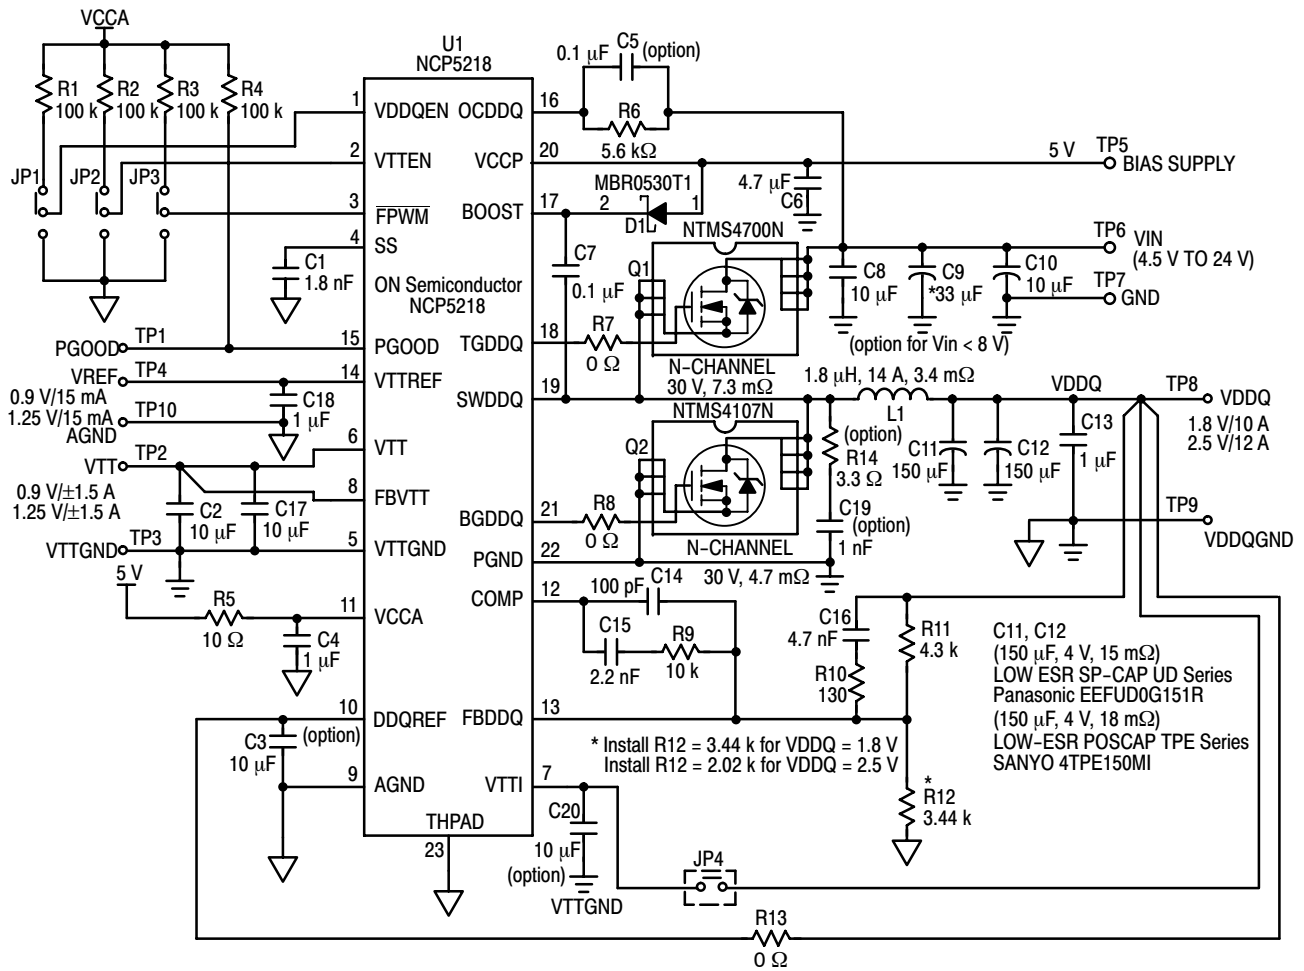 VCCA
R1
100 k
R2
100 k
R3
100 k
R4
100 k
JP1
JP2
JP3
U1
NCP5218
1
VDDQEN
2
VTTEN
3
FPWM
4
SS
C1
1.8 nF
ON Semiconductor
NCP5218
PGOOD
TP1
15
PGOOD
VREF
TP4
14
VTTREF
0.9 V/15 mA
1.25 V/15 mA
AGND
TP10
C18
1 μF
VTT
TP2
6
VTT
8
FBVTT
0.9 V/±1.5 A
1.25 V/±1.5 A
C2
10 μF
C17
10 μF
VTTGND
TP3
5
VTTGND
5 V
R5
10 Ω
11
VCCA
C4
1 μF
10
DDQREF
C3
10 μF
(option)
9
AGND
THPAD
23
OCDDQ
16
0.1 μF
C5
(option)
R6
5.6 kΩ
VCCP
20
5 V
TP5
BIAS SUPPLY
4.7 μF
C6
BOOST
17
MBR0530T1
2
1
D1
C7
0.1 μF
NTMS4700N
Q1
TP6
VIN
(4.5 V TO 24 V)
TP7
GND
C8
10 μF
C9
*33 μF
C10
10 μF
(option for Vin < 8 V)
TGDDQ
18
R7
0 Ω
N-CHANNEL
30 V, 7.3 mΩ
SWDDQ
19
1.8 μH, 14 A, 3.4 mΩ
L1
VDDQ
TP8
VDDQ
1.8 V/10 A
2.5 V/12 A
NTMS4107N
Q2
(option)
R14
3.3 Ω
C11
150 μF
C12
150 μF
C13
1 μF
C19
(option)
1 nF
BGDDQ
21
R8
0 Ω
N-CHANNEL
30 V, 4.7 mΩ
PGND
22
TP9
VDDQGND
COMP
12
100 pF
C14
C15
2.2 nF
R9
10 k
C16
4.7 nF
R10
130
R11
4.3 k
C11, C12
(150 μF, 4 V, 15 mΩ)
LOW ESR SP-CAP UD Series
Panasonic EEFUD0G151R
(150 μF, 4 V, 18 mΩ)
LOW-ESR POSCAP TPE Series
SANYO 4TPE150MI
FBDDQ
13
* Install R12 = 3.44 k for VDDQ = 1.8 V
Install R12 = 2.02 k for VDDQ = 2.5 V
*
R12
3.44 k
VTTI
7
C20
10 μF
(option)
VTTGND
JP4
R13
0 Ω